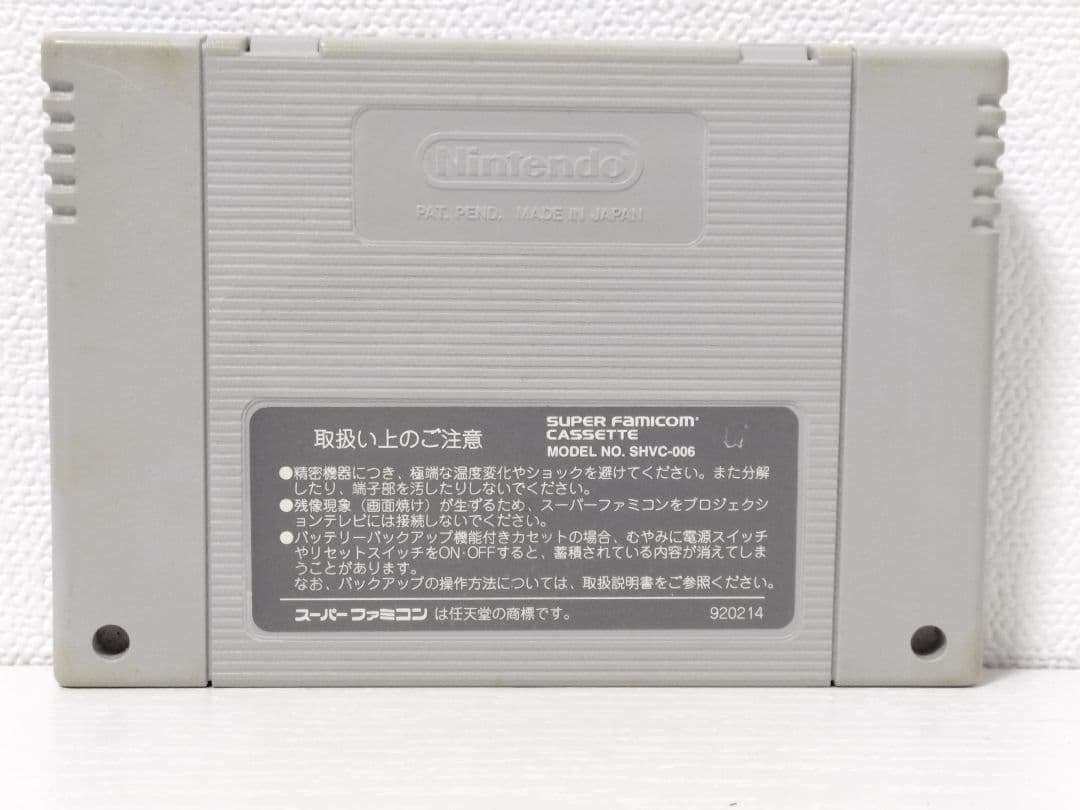 Nintendo
PAT. PEND. MADE IN JAPAN
取扱い上のご注意
SUPER FAMICOM
CASSETTE
MODEL NO. SHVC-006
●精密機器につき、極端な温度変化やショックを避けてください。また分解
したり、端子部を汚したりしないでください。
●残像現象（画面焼け）が生ずるため、スーパーファミコンをプロジェクシ
ョンテレビには接続しないでください。
●バッテリーバックアップ機能付きカセットの場合、むやみに電源スイッチ
やリセットスイッチをON・OFFすると、蓄積されている内容が消えてしま
うことがあります。
なお、バックアップの操作方法については、取扱説明書をご参照ください。
スーパーファミコン は任天堂の商標です。
920214